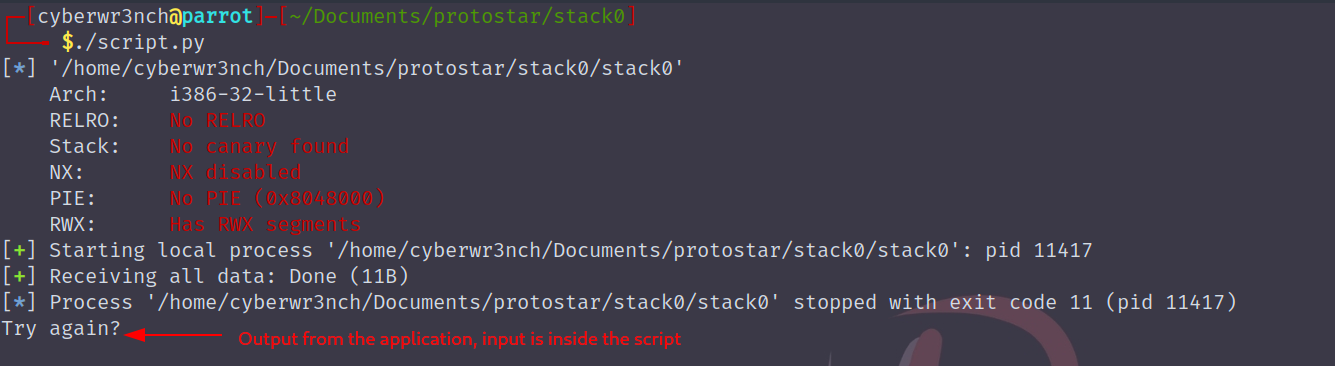 [cyberwr3nch@parrot]-[~/Documents/protostar/stack0]
$./script.py
[*] '/home/cyberwr3nch/Documents/protostar/stack0/stack0'
Arch: i386-32-little
RELRO: No RELRO
Stack: No canary found
NX: NX disabled
PIE: No PIE (0x8048000)
RWX: Has RWX segments
[+] Starting local process '/home/cyberwr3nch/Documents/protostar/stack0/stack0': pid 11417
[+] Receiving all data: Done (11B)
[*] Process '/home/cyberwr3nch/Documents/protostar/stack0/stack0' stopped with exit code 11 (pid 11417)
Try again? Output from the application, input is inside the script